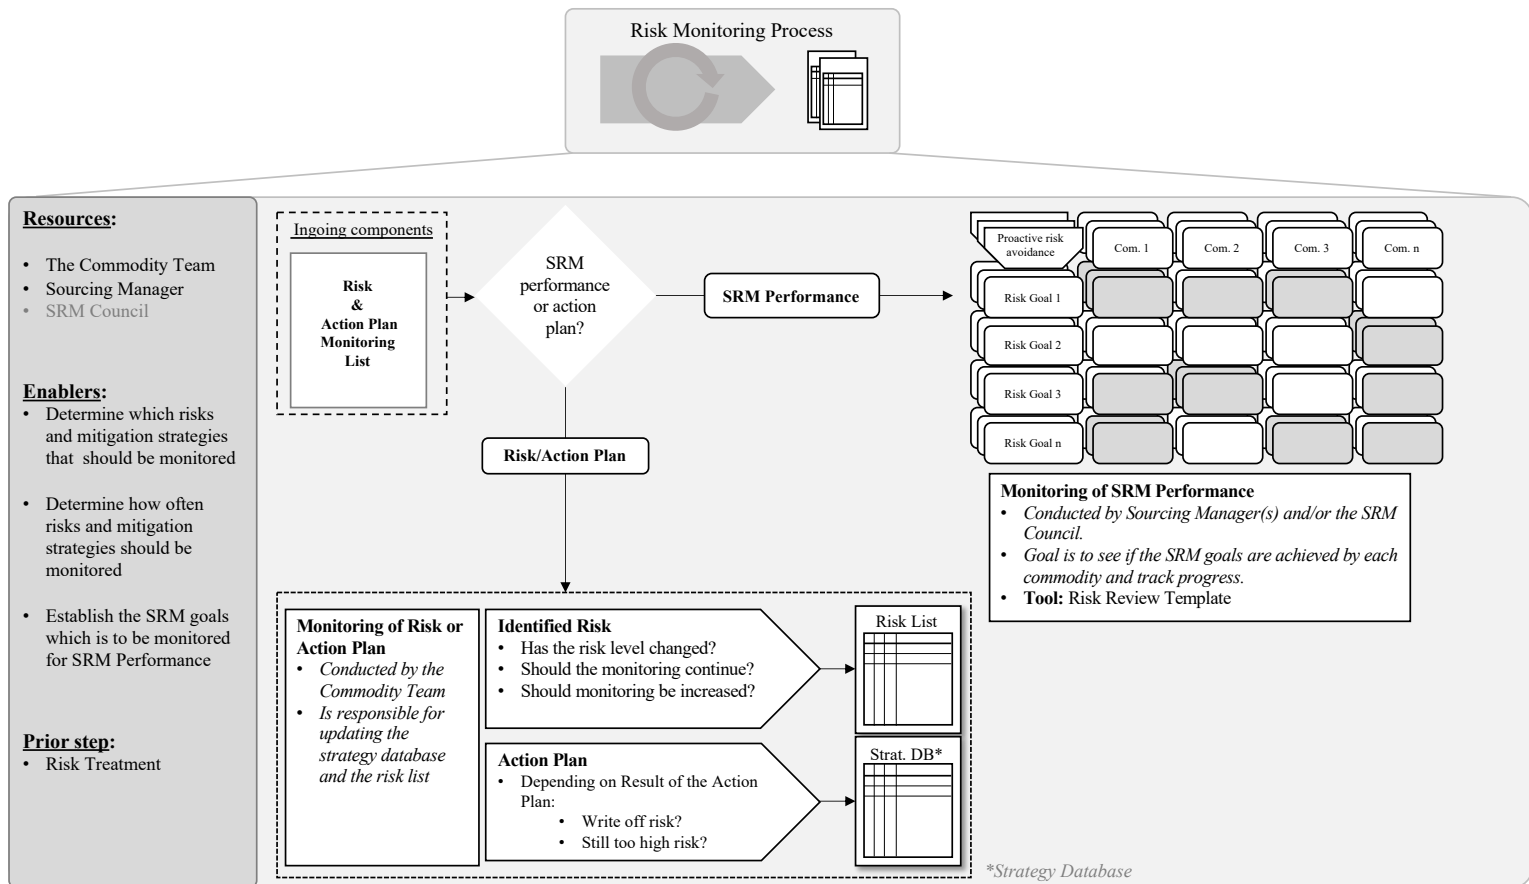 Risk Monitoring Process
Resources:
• The Commodity Team
• Sourcing Manager
• SRM Council
Enablers:
• Determine which risks
and mitigation strategies
that should be monitored
• Determine how often
risks and mitigation
strategies should be
monitored
• Establish the SRM goals
which is to be monitored
for SRM Performance
Prior step:
• Risk Treatment
Ingoing components
Risk
&
Action Plan
Monitoring
List
SRM
performance
or action
plan?
SRM Performance
Risk/Action Plan
Proactive risk
avoidance
Com. 1
Com. 2
Com. 3
Com. n
Risk Goal 1
Risk Goal 2
Risk Goal 3
Risk Goal n
Monitoring of SRM Performance
• Conducted by Sourcing Manager(s) and/or the SRM
Council.
• Goal is to see if the SRM goals are achieved by each
commodity and track progress.
• Tool: Risk Review Template
Monitoring of Risk or
Action Plan
• Conducted by the
Commodity Team
• Is responsible for
updating the
strategy database
and the risk list
Identified Risk
• Has the risk level changed?
• Should the monitoring continue?
• Should monitoring be increased?
Risk List
Action Plan
• Depending on Result of the Action
Plan:
• Write off risk?
• Still too high risk?
Strat. DB*
*Strategy Database